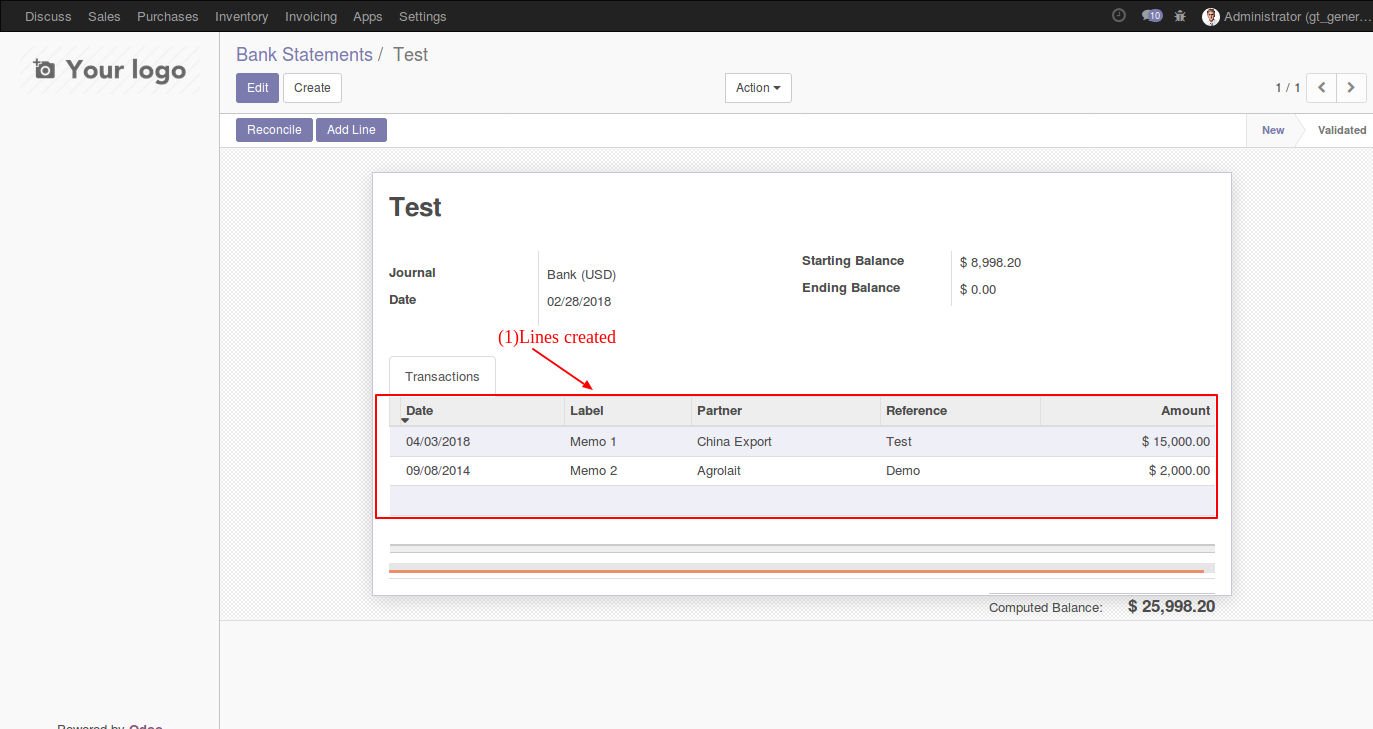 Discuss Sales Purchases Inventory Invoicing Apps Settings 10 Administrator (gt_gener...
Your logo
Bank Statements / Test
Edit Create Action 1 / 1
Reconcile Add Line New Validated
Test
Journal Bank (USD)
Date 02/28/2018
Starting Balance $ 8,998.20
Ending Balance $ 0.00
(1)Lines created
Transactions
Date Label Partner Reference Amount
04/03/2018 Memo 1 China Export Test $ 15,000.00
09/08/2014 Memo 2 Agrolait Demo $ 2,000.00
Computed Balance: $ 25,998.20
Powered by Odoo